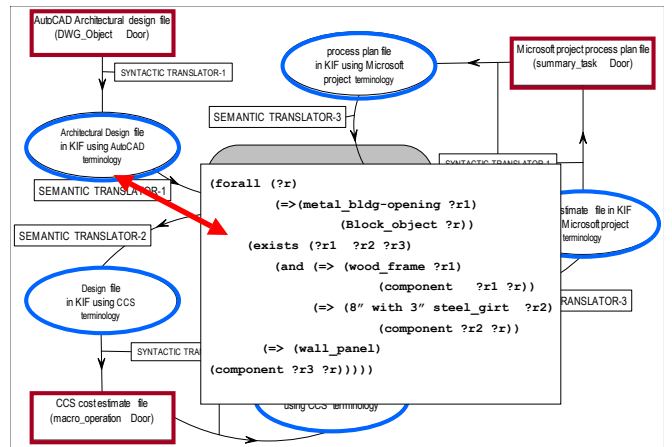 AutoCAD Architectural design file
(DWG_Object Door)
SYNTACTIC TRANSLATOR-1
Architectural Design file
in KIF using AutoCAD
terminology
SEMANTIC TRANSLATOR-1
SEMANTIC TRANSLATOR-2
Design file
in KIF using CCS
terminology
SYNTACTIC
CCS cost estimate file
(macro_operation Door)
process plan file
in KIF using Microsoft
project terminology
SEMANTIC TRANSLATOR-3
Microsoft project process plan file
(summary_task Door)
(forall (?r)
(=>(metal_bldg-opening ?r1)
(Block_object ?r))
(exists (?r1 ?r2 ?r3)
(and (=> (wood_frame ?r1)
(component ?r1 ?r))
(=> (8” with 3” steel_girt ?r2)
(component ?r2 ?r))
(=> (wall_panel)
(component ?r3 ?r)))))
file in KIF
Microsoft project
terminology
RANSLATOR-3
using CCS terminology